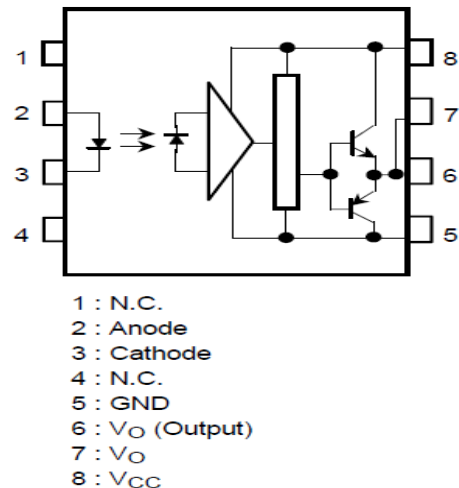 1
8
2
7
3
6
4
5
1 : N.C.
2 : Anode
3 : Cathode
4 : N.C.
5 : GND
6 : VO (Output)
7 : VO
8 : VCC